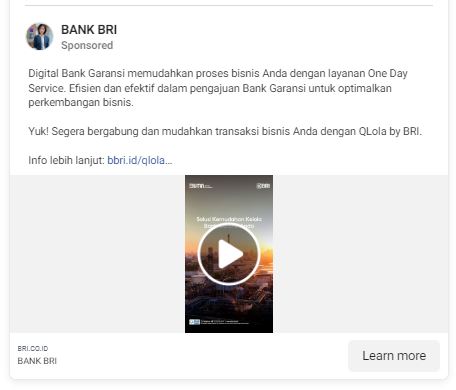 BANK BRI
Sponsored
Digital Bank Garansi memudahkan proses bisnis Anda dengan layanan One Day
Service. Efisien dan efektif dalam pengajuan Bank Garansi untuk optimalkan
perkembangan bisnis.
Yuk! Segera bergabung dan mudahkan transaksi bisnis Anda dengan QLola by BRI.
Info lebih lanjut: bbri.id/qlola...
BUMN
BRI
Solusi Kemudahan Kelola
BRI.CO.ID
BANK BRI
Learn more